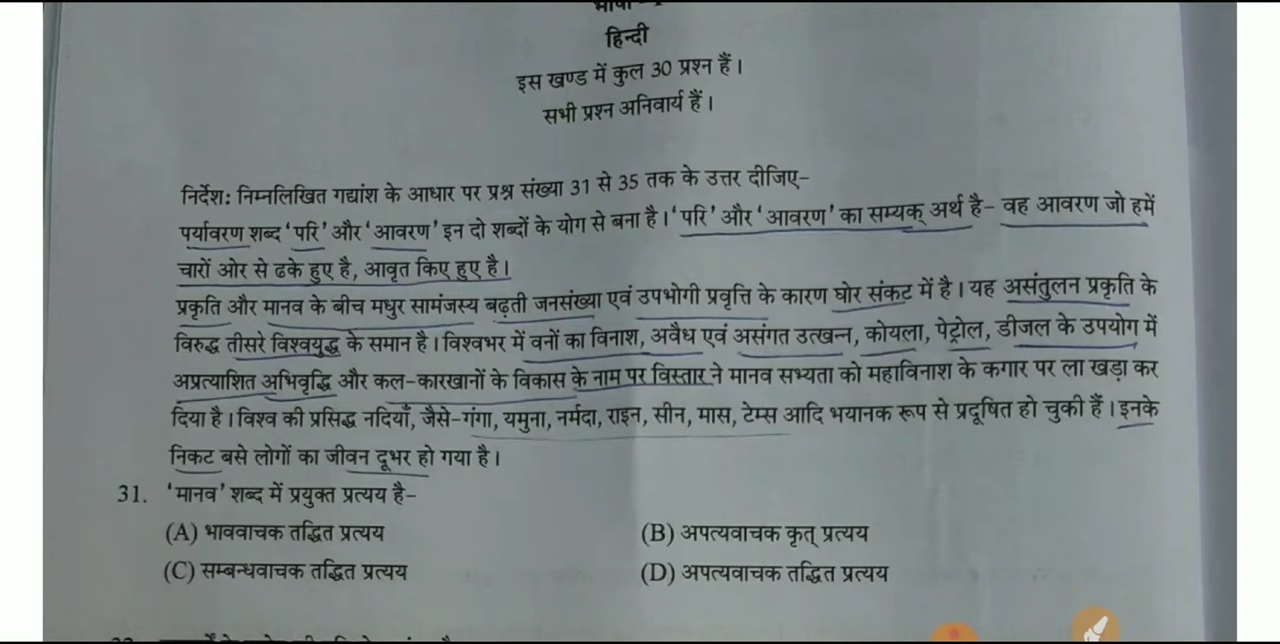 हिन्दी
इस खण्ड में कुल 30 प्रश्न हैं।
सभी प्रश्न अनिवार्य हैं।
निर्देश: निम्नलिखित गद्यांश के आधार पर प्रश्न संख्या 31 से 35 तक के उत्तर दीजिए-
पर्यावरण शब्द 'परि' और 'आवरण' इन दो शब्दों के योग से बना है। 'परि' और 'आवरण' का सम्यक् अर्थ है- वह आवरण जो हमें
चारों ओर से ढके हुए है, आवृत किए हुए है।
प्रकृति और मानव के बीच मधुर सामंजस्य बढ़ती जनसंख्या एवं उपभोगी प्रवृत्ति के कारण घोर संकट में है। यह असंतुलन प्रकृति के
विरुद्ध तीसरे विश्वयुद्ध के समान है। विश्वभर में वनों का विनाश, अवैध एवं असंगत उत्खन्न, कोयला, पेट्रोल, डीजल के उपयोग में
अप्रत्याशित अभिवृद्धि और कल-कारखानों के विकास के नाम पर विस्तार ने मानव सभ्यता को महाविनाश के कगार पर ला खड़ा कर
दिया है। विश्व की प्रसिद्ध नदियाँ, जैसे-गंगा, यमुना, नर्मदा, राइन, सीन, मास, टेम्स आदि भयानक रूप से प्रदूषित हो चुकी हैं। इनके
निकट बसे लोगों का जीवन दूभर हो गया है।
31. 'मानव' शब्द में प्रयुक्त प्रत्यय है-
(A) भाववाचक तद्धित प्रत्यय (B) अपत्यवाचक कृत् प्रत्यय
(C) सम्बन्धवाचक तद्धित प्रत्यय (D) अपत्यवाचक तद्धित प्रत्यय